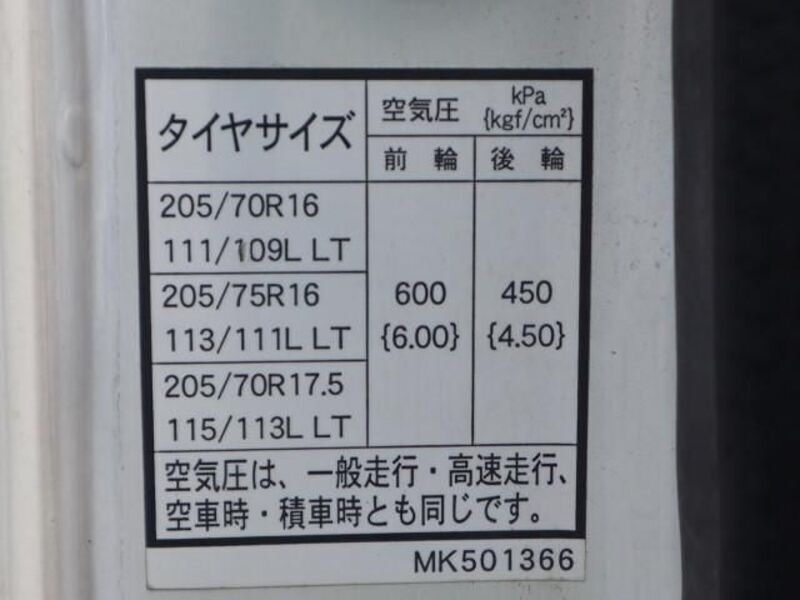 タイヤサイズ
空気圧 kPa
{kgf/cm²}
前輪 後輪
205/70R16
111/109L LT
205/75R16
113/111L LT
600 450
{6.00} {4.50}
205/70R17.5
115/113L LT
空気圧は、一般走行・高速走行、
空車時・積車時とも同じです。
MK501366